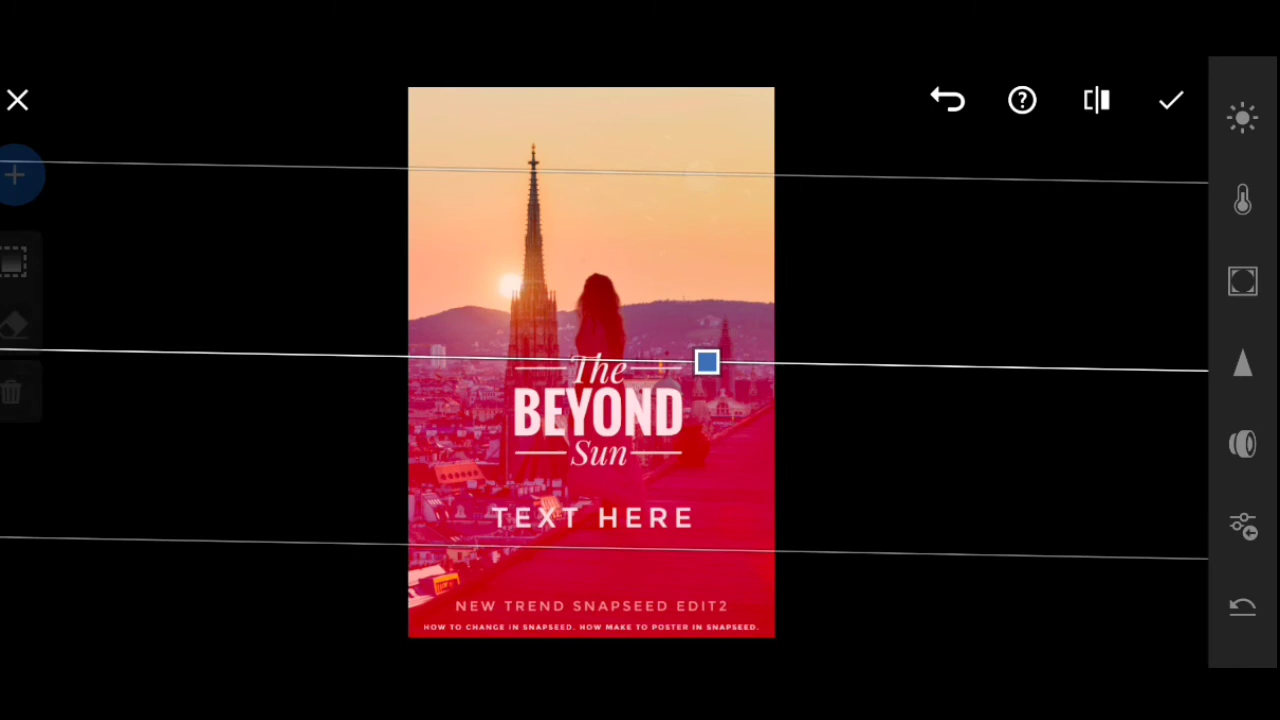 The
BEYOND
Sun
TEXT HERE
NEW TREND SNAPSEED EDIT2
HOW TO CHANGE IN SNAPSEED. HOW MAKE TO POSTER IN SNAPSEED.